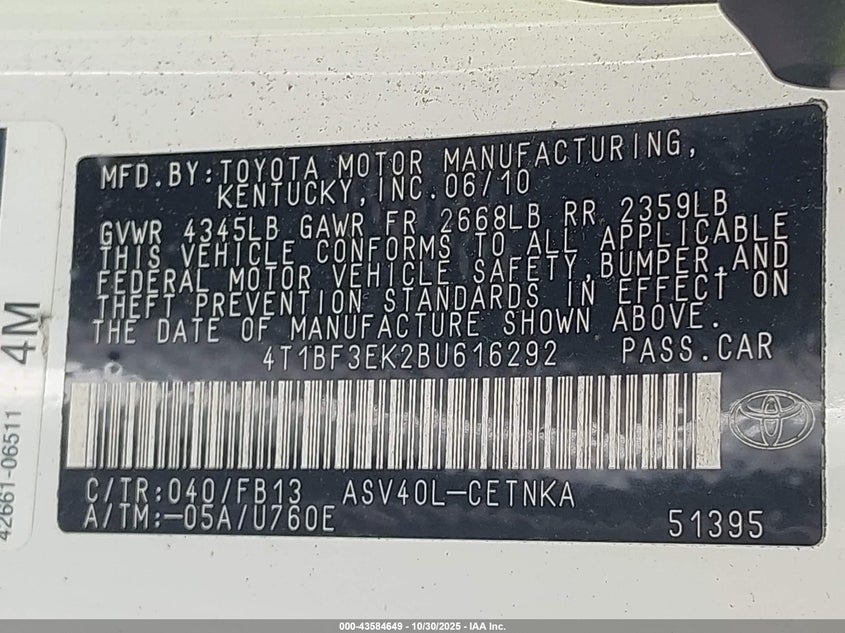 MFD.BY:TOYOTA MOTOR MANUFACTURING,
KENTUCKY, INC.06/10
GVWR 4345LB GAWR FR 2668LB RR 2359LB
THIS VEHICLE CONFORMS TO ALL APPLICABLE
FEDERAL MOTOR VEHICLE SAFETY,BUMPER,AND
THEFT PREVENTION STANDARDS IN EFFECT ON
THE DATE OF MANUFACTURE SHOWN ABOVE.
4T1BF3EK2BU616292 PASS.CAR
C/TR:040/FB13 ASV40L-CETNKA
A/TM:-05A/U760E 51395
4M
42661-06511
000-43584649 - 10/30/2025 - IAA Inc.